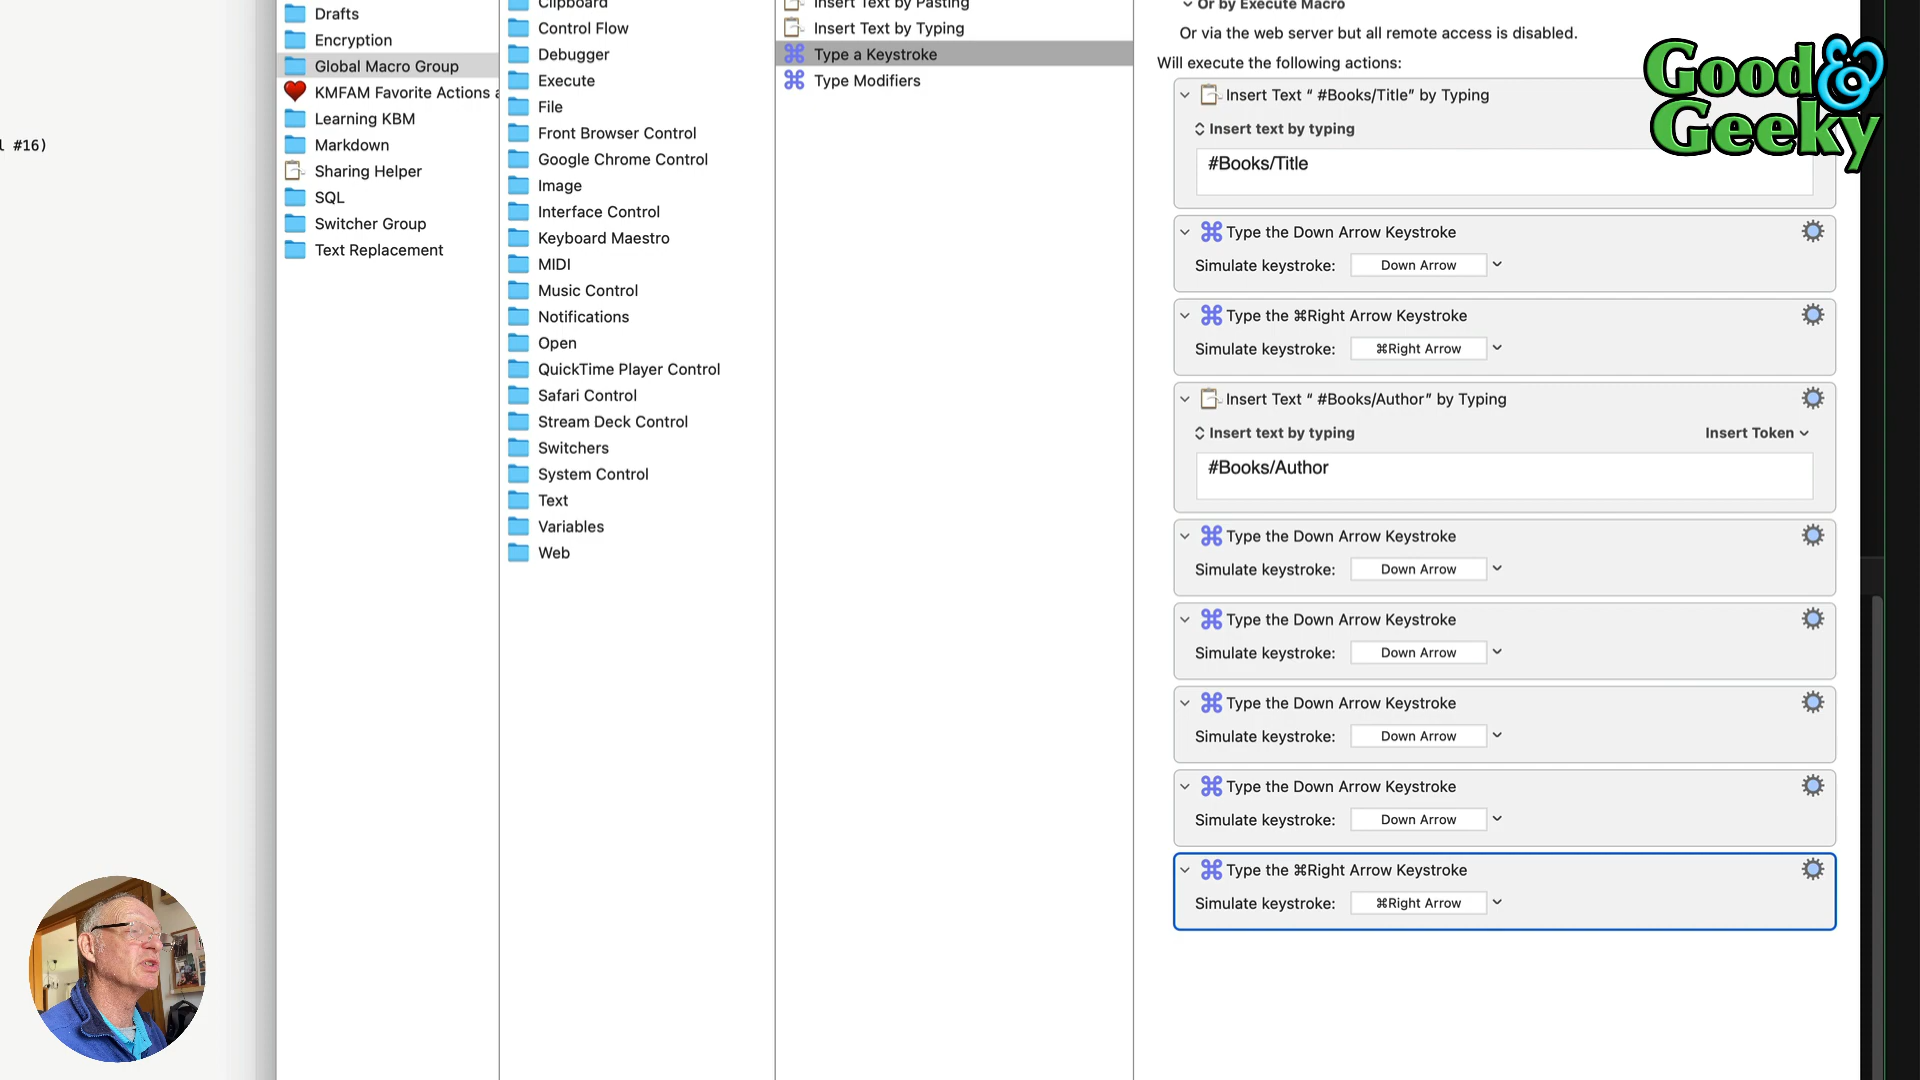 l #16)
Drafts
Encryption
Global Macro Group
KMFAM Favorite Actions a
Learning KBM
Markdown
Sharing Helper
SQL
Switcher Group
Text Replacement
Clipboard
Control Flow
Debugger
Execute
File
Front Browser Control
Google Chrome Control
Image
Interface Control
Keyboard Maestro
MIDI
Music Control
Notifications
Open
QuickTime Player Control
Safari Control
Stream Deck Control
Switchers
System Control
Text
Variables
Web
Insert Text by Pasting
Insert Text by Typing
Type a Keystroke
Type Modifiers
Or by Execute Macro
Or via the web server but all remote access is disabled.
Will execute the following actions:
Insert Text “ #Books/Title” by Typing
Insert text by typing
#Books/Title
Type the Down Arrow Keystroke
Simulate keystroke: Down Arrow
Type the ⌘Right Arrow Keystroke
Simulate keystroke: ⌘Right Arrow
Insert Text “ #Books/Author” by Typing
Insert text by typing Insert Token
#Books/Author
Type the Down Arrow Keystroke
Simulate keystroke: Down Arrow
Type the Down Arrow Keystroke
Simulate keystroke: Down Arrow
Type the Down Arrow Keystroke
Simulate keystroke: Down Arrow
Type the Down Arrow Keystroke
Simulate keystroke: Down Arrow
Type the ⌘Right Arrow Keystroke
Simulate keystroke: ⌘Right Arrow
Good &
Geeky